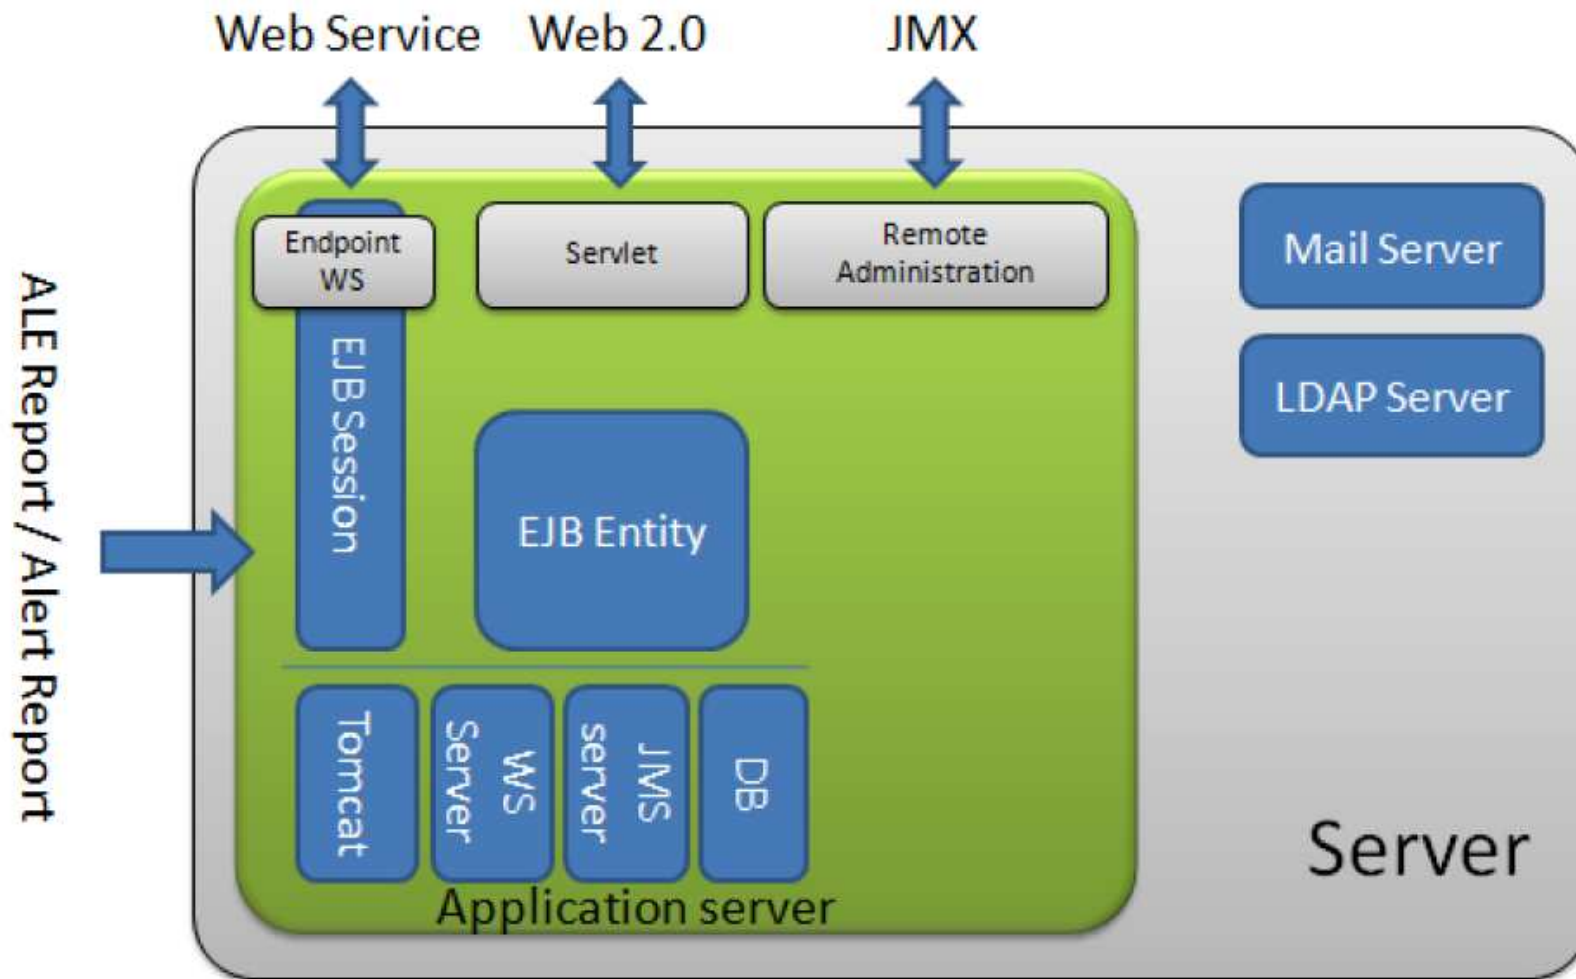 Web Service
Web 2.0
JMX
Endpoint
WS
Servlet
Remote
Administration
Mail Server
LDAP Server
ALE Report / Alert Report
EJB Session
EJB Entity
Tomcat
WS
Server
JMS
server
DB
Application server
Server